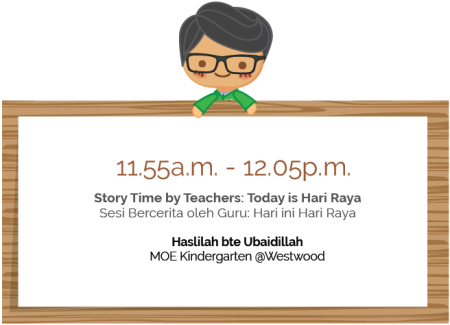 11.55a.m. - 12.05p.m.
Story Time by Teachers: Today is Hari Raya
Sesi Bercerita oleh Guru: Hari ini Hari Raya
Haslilah bte Ubaidillah
MOE Kindergarten @Westwood